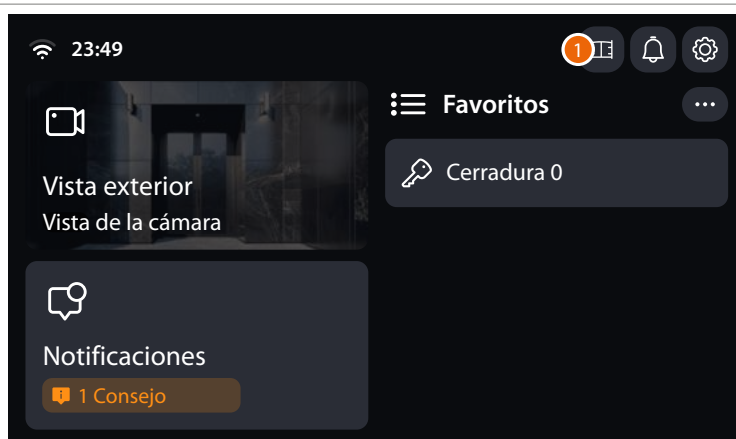 23:49
1
Favoritos
Cerradura 0
Vista exterior
Vista de la cámara
Notificaciones
1 Consejo